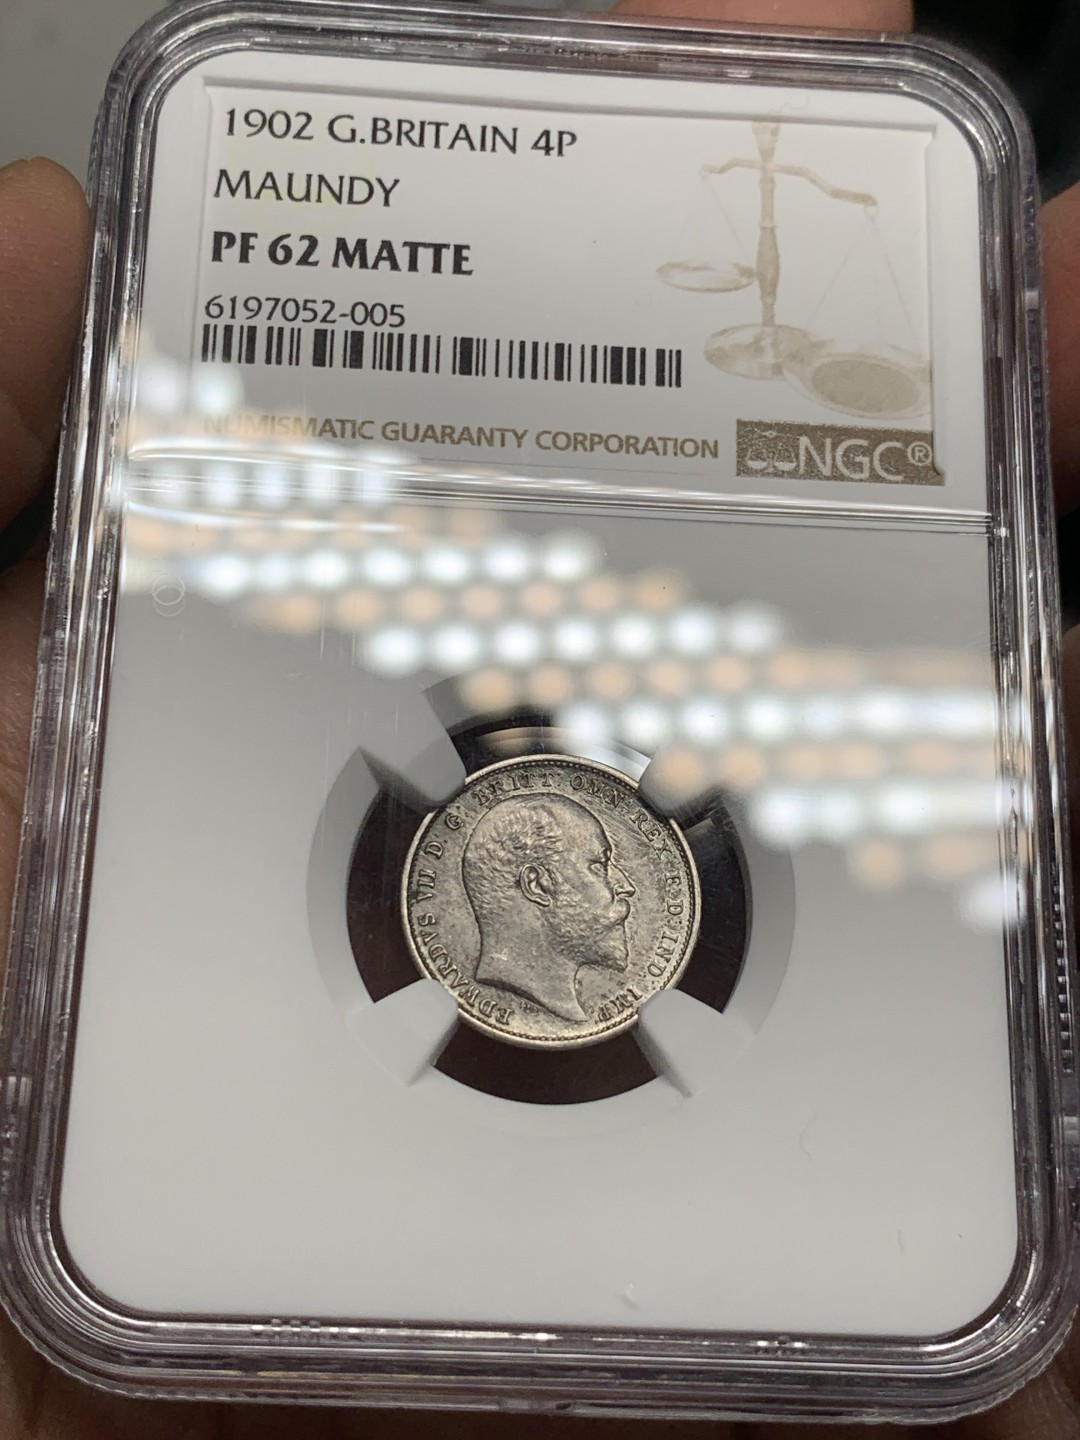 1902 G.BRITAIN 4P
MAUNDY
PF 62 MATTE
6197052-005
NUMISMATIC GUARANTY CORPORATION
NGC®
EDWARDVS VII D: G: BRITT: OMN: REX F: D: IND: IMP: